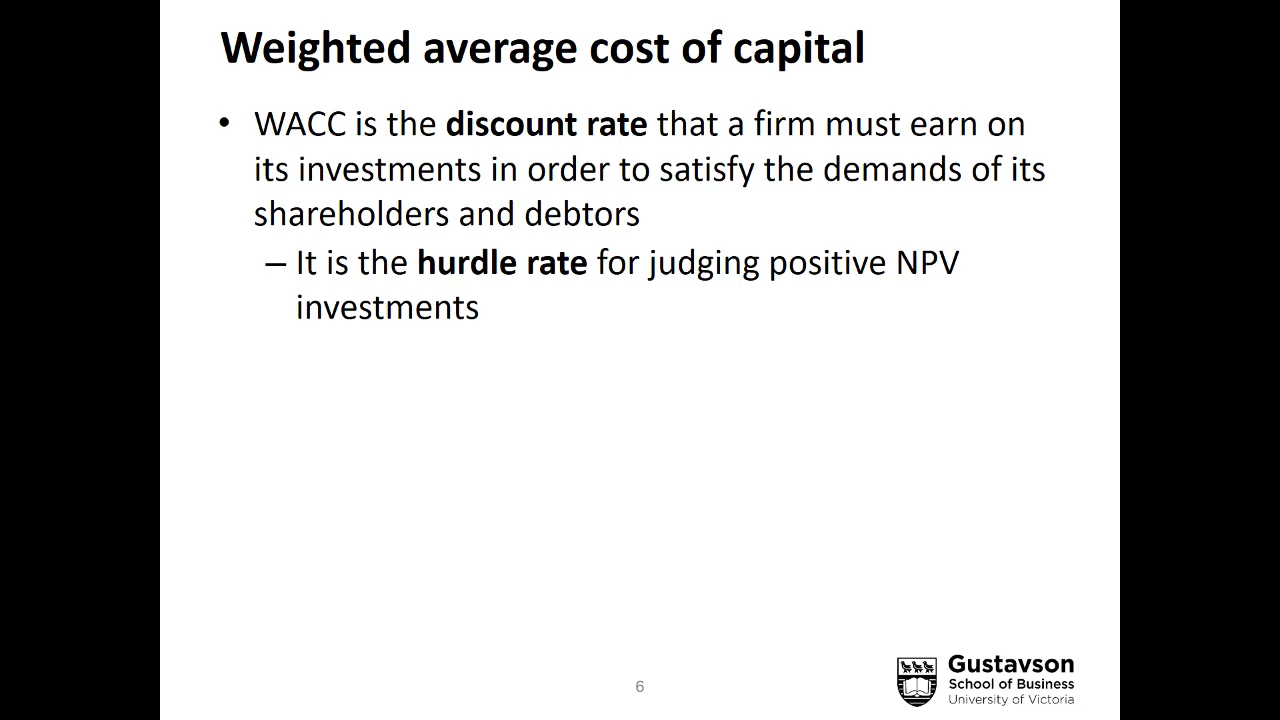 Weighted average cost of capital
• WACC is the discount rate that a firm must earn on
its investments in order to satisfy the demands of its
shareholders and debtors
– It is the hurdle rate for judging positive NPV
investments
6
Gustavson
School of Business
University of Victoria